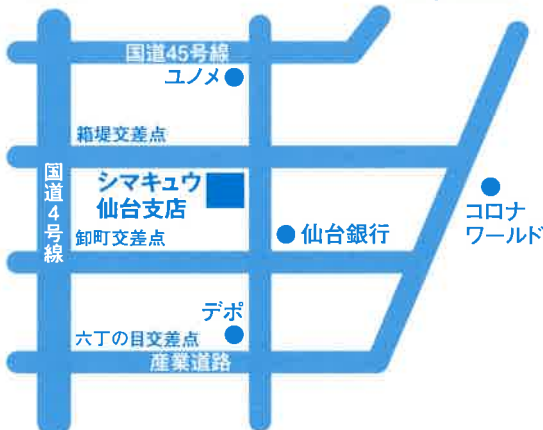 国道45号線
ユノメ
箱堤交差点
国道4号線
シマキュウ
仙台支店
コロナ
ワールド
仙台銀行
卸町交差点
デポ
六丁の目交差点
産業道路